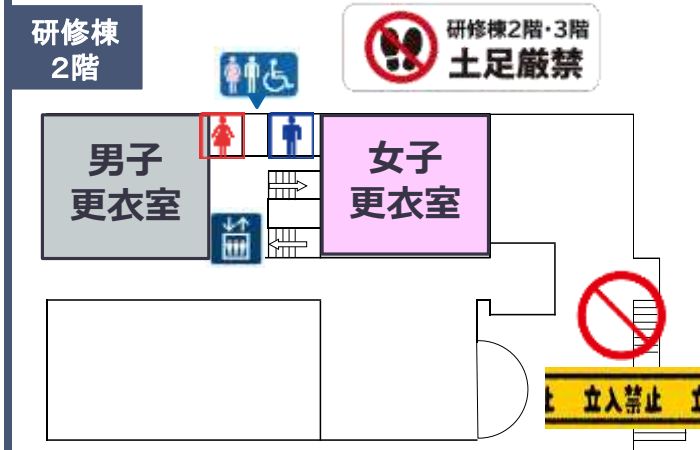 研修棟
2階
研修棟2階・3階
土足厳禁
男子
更衣室
女子
更衣室
立入禁止